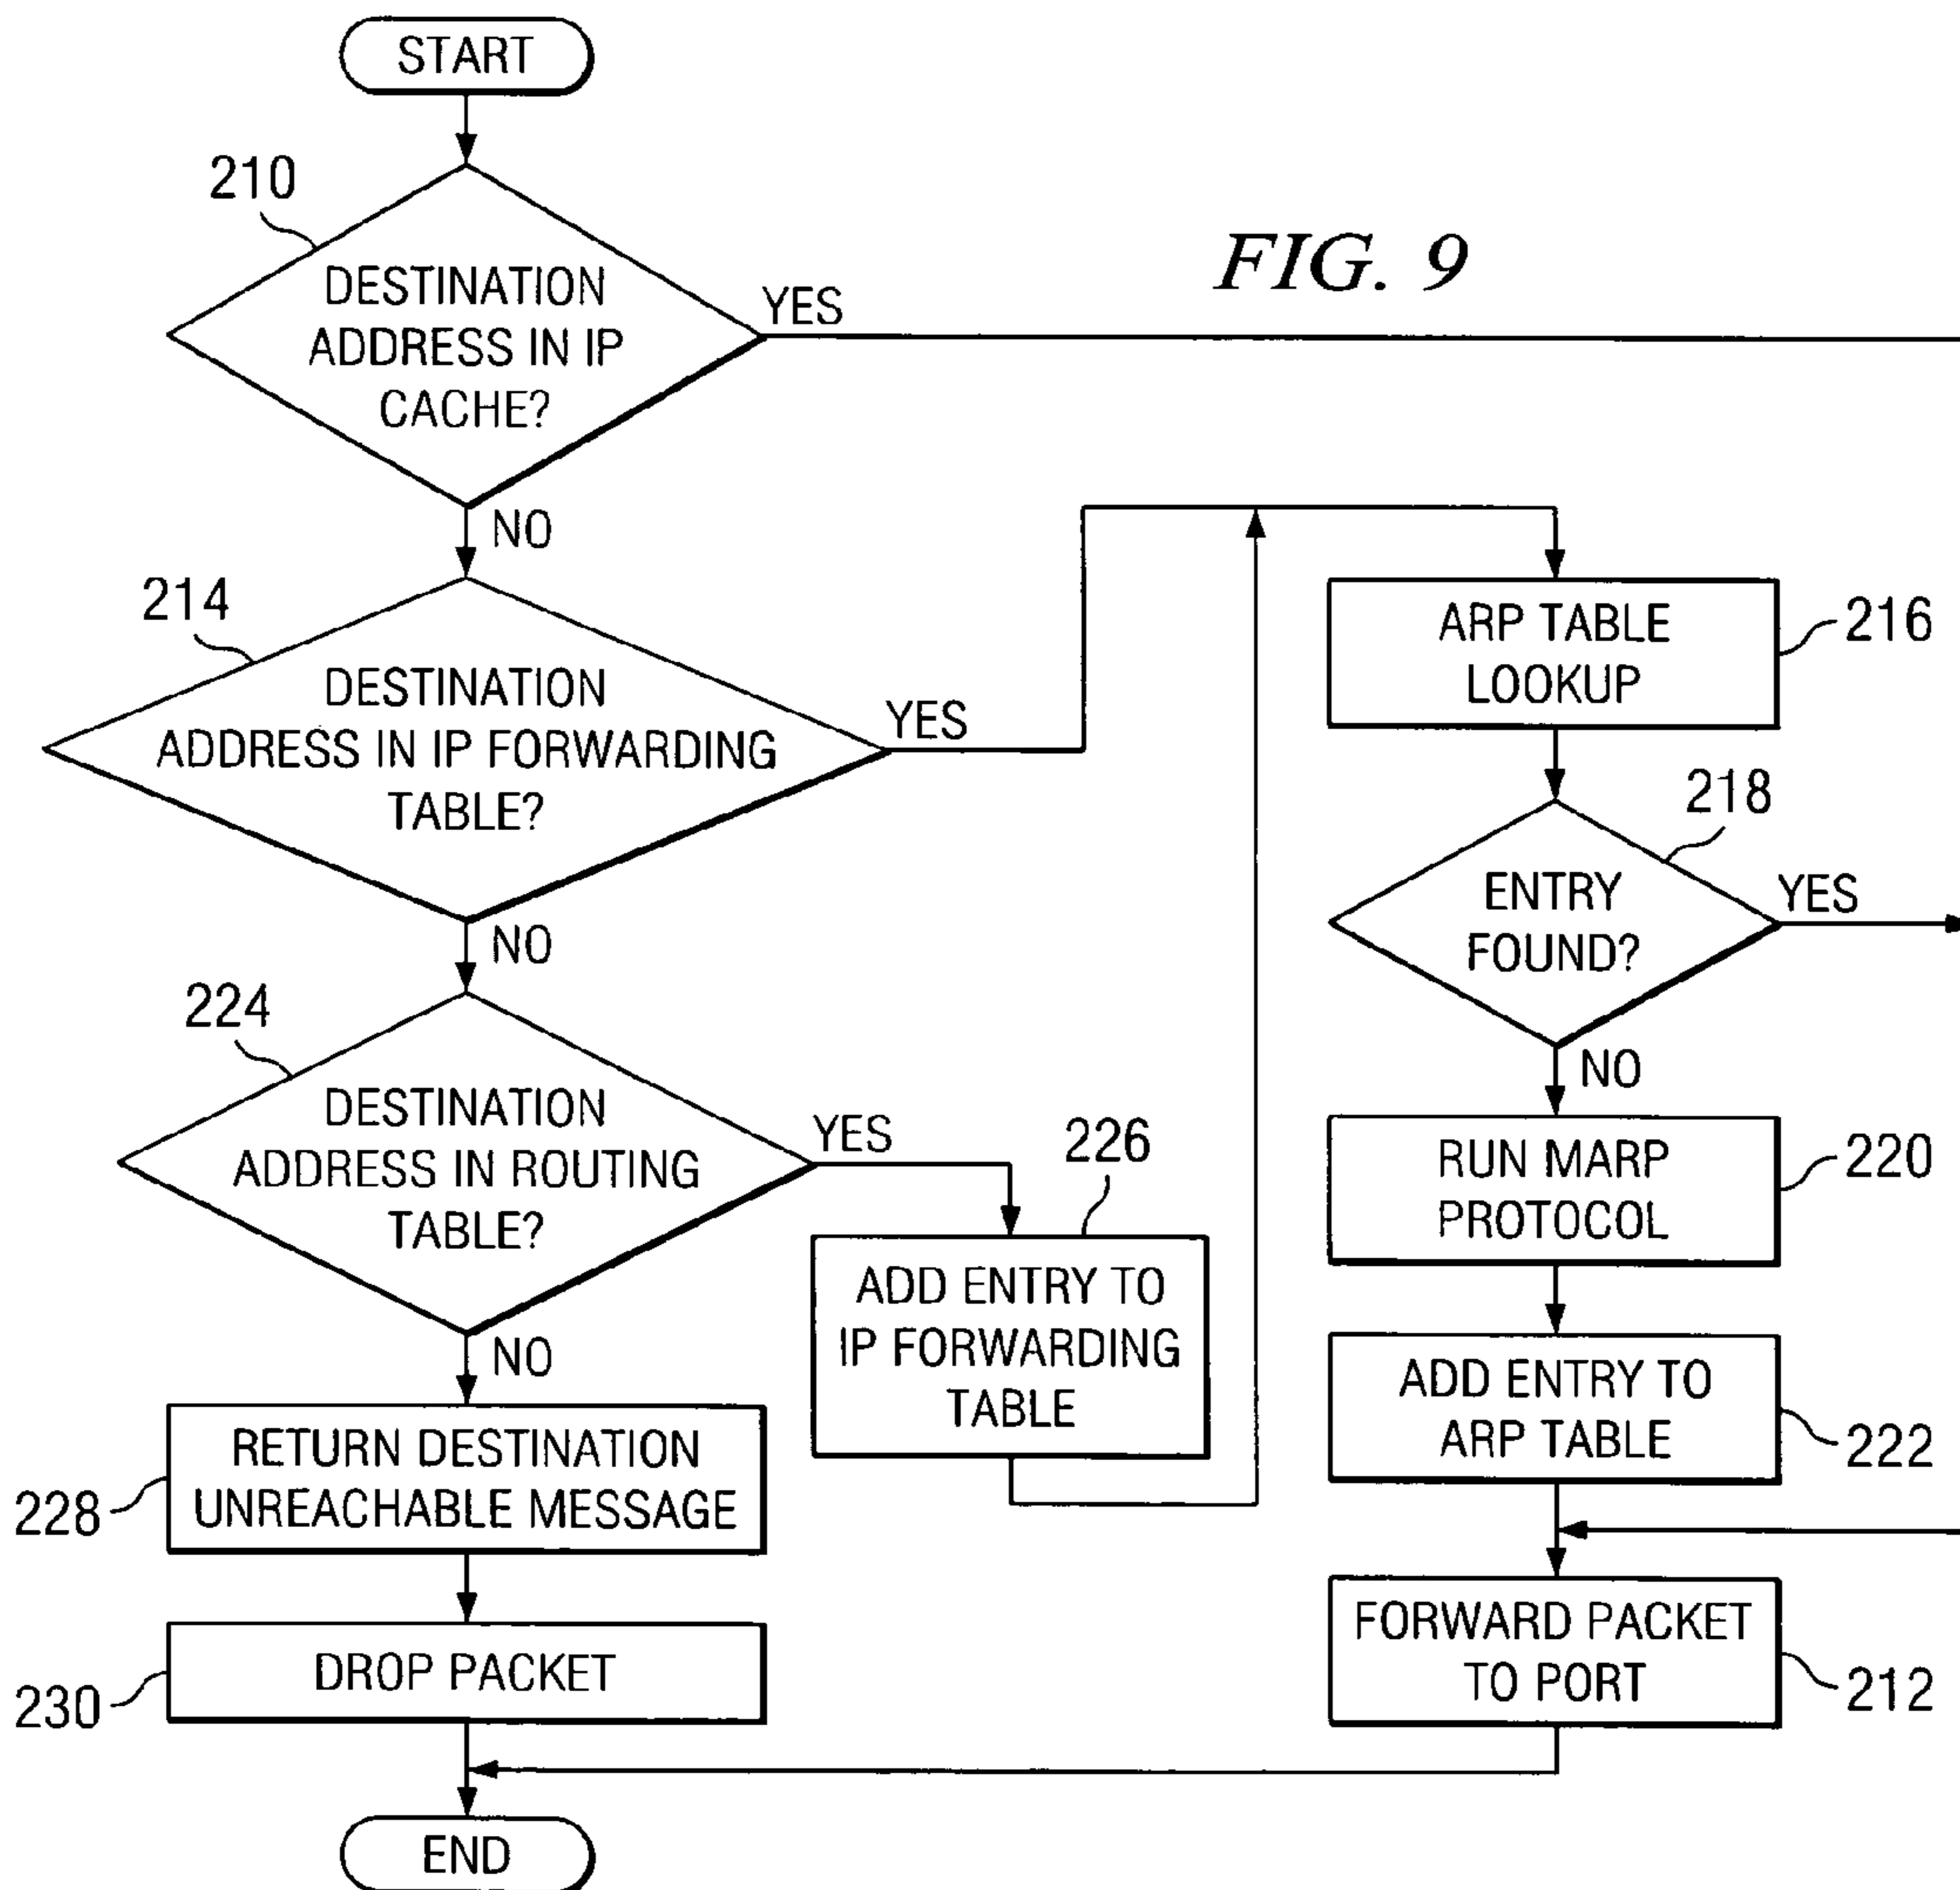 START
210
DESTINATION
ADDRESS IN IP
CACHE?
YES
FIG. 9
NO
214
DESTINATION
ADDRESS IN IP FORWARDING
TABLE?
YES
NO
224
DESTINATION
ADDRESS IN ROUTING
TABLE?
YES
226
ADD ENTRY TO
IP FORWARDING
TABLE
NO
RETURN DESTINATION
UNREACHABLE MESSAGE
228
DROP PACKET
230
END
ARP TABLE
LOOKUP
216
218
ENTRY
FOUND?
YES
NO
RUN MARP
PROTOCOL
220
ADD ENTRY TO
ARP TABLE
222
FORWARD PACKET
TO PORT
212